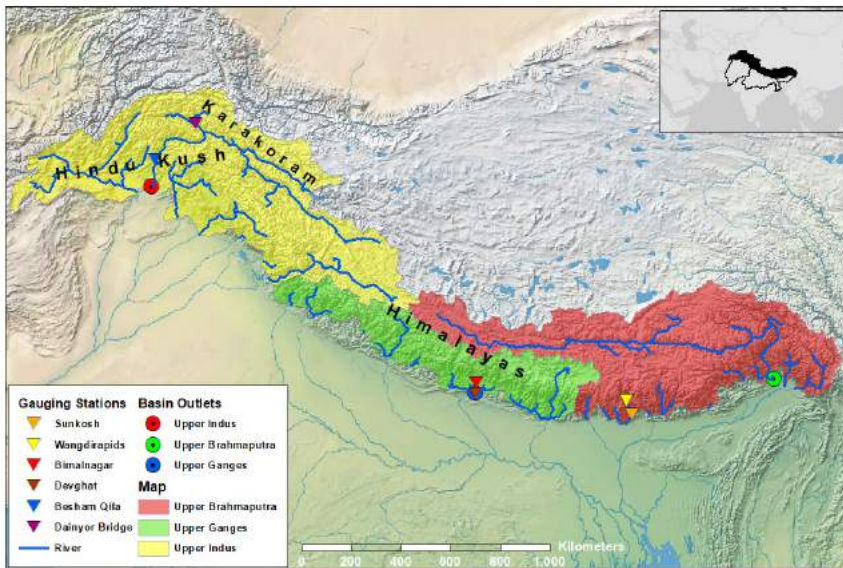 Karakoram
Hindu Kush
Himalayas
Gauging Stations
Sunkosh
Wangdirapids
Bimalnagar
Devghat
Besham Qila
Dainyor Bridge
River
Basin Outlets
Upper Indus
Upper Brahmaputra
Upper Ganges
Map
Upper Brahmaputra
Upper Ganges
Upper Indus
Kilometers
0 200 400 600 800 1.000